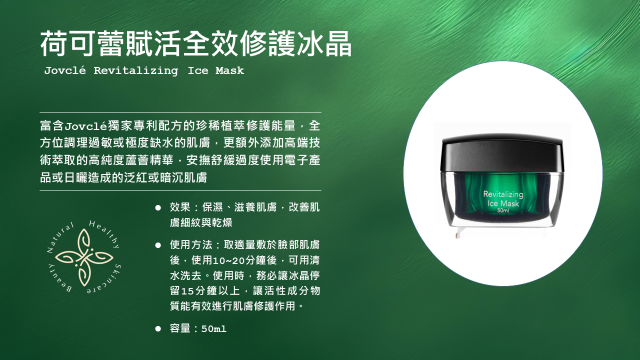 荷可蕾賦活全效修護冰晶
Jovclé Revitalizing Ice Mask
富含Jovclé獨家專利配方的珍稀植萃修護能量，全
方位調理過敏或極度缺水的肌膚，更額外添加高端技
術萃取的高純度蘆薈精華，安撫舒緩過度使用電子產
品或日曬造成的泛紅或暗沉肌膚
● 效果：保濕、滋養肌膚，改善肌
膚細紋與乾燥
● 使用方法：取適量敷於臉部肌膚
後，使用10~20分鐘後，可用清
水洗去。使用時，務必讓冰晶停
留15分鐘以上，讓活性成分物
質能有效進行肌膚修護作用。
● 容量：50ml
Beauty Natural Healthy Skincare
Revitalizing
Ice Mask
50ml